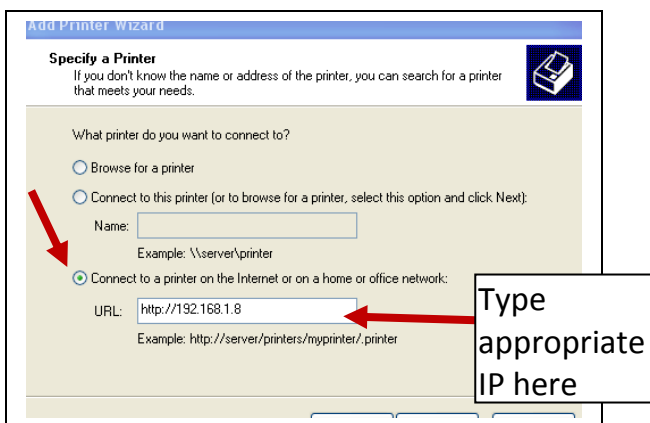 Add Printer Wizard
Specify a Printer
If you don't know the name or address of the printer, you can search for a printer
that meets your needs.
What printer do you want to connect to?
Browse for a printer
Connect to this printer (or to browse for a printer, select this option and click Next):
Name:
Example: \\server\printer
Connect to a printer on the Internet or on a home or office network:
URL: http://192.168.1.8
Example: http://server/printers/myprinter/.printer
Type
appropriate
IP here